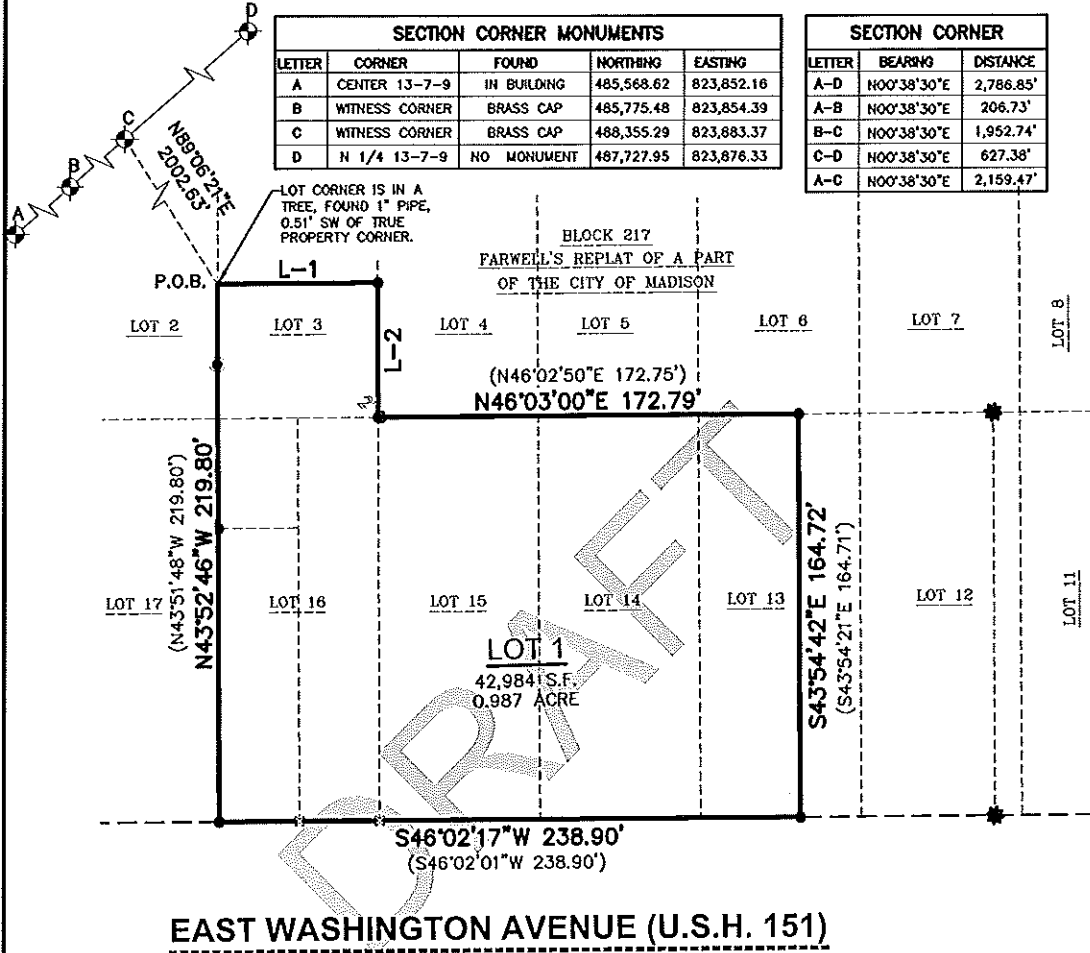 D
SECTION CORNER MONUMENTS
LETTER CORNER FOUND NORTHING EASTING
A CENTER 13-7-9 IN BUILDING 485,568.62 823,852.16
B WITNESS CORNER BRASS CAP 485,775.48 823,854.39
C WITNESS CORNER BRASS CAP 488,355.29 823,883.37
D N 1/4 13-7-9 NO MONUMENT 487,727.95 823,876.33
SECTION CORNER
LETTER BEARING DISTANCE
A-D N00°38'30"E 2,786.85'
A-B N00°38'30"E 206.73'
B-C N00°38'30"E 1,952.74'
C-D N00°38'30"E 627.38'
A-C N00°38'30"E 2,159.47'
C
B
A
N89°06'21"E
2002.63'
LOT CORNER IS IN A
TREE, FOUND 1" PIPE,
0.51' SW OF TRUE
PROPERTY CORNER.
BLOCK 217
FARWELL'S REPLAT OF A PART
OF THE CITY OF MADISON
P.O.B.
L-1
L-2
LOT 2
LOT 3
LOT 4
LOT 5
LOT 6
LOT 7
LOT 8
(N46°02'50"E 172.75')
N46°03'00"E 172.79'
(N43°51'48"W 219.80')
N43°52'46"W 219.80'
S43°54'42"E 164.72'
(S43°54'21"E 164.71')
LOT 17
LOT 16
LOT 15
LOT 14
LOT 13
LOT 12
LOT 11
LOT 1
42,984 S.F.
0.987 ACRE
DRAFT
S46°02'17"W 238.90'
(S46°02'01"W 238.90')
EAST WASHINGTON AVENUE (U.S.H. 151)